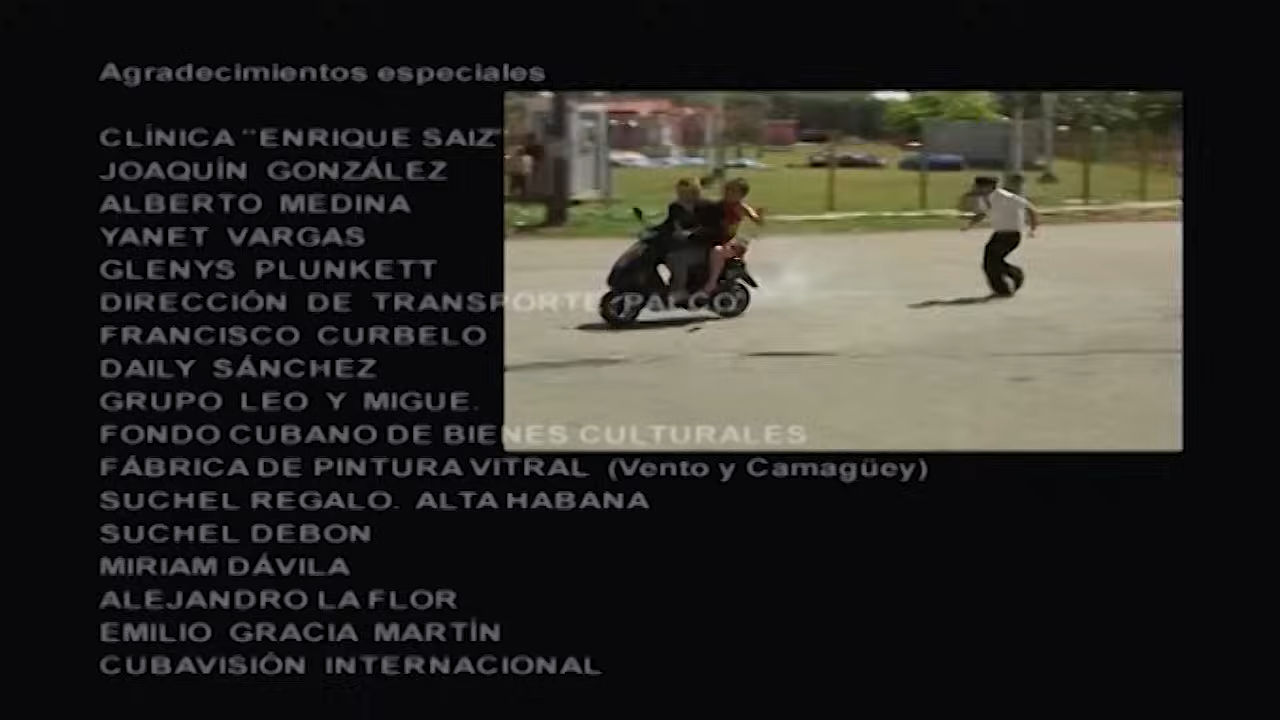 Agradecimientos especiales
CLÍNICA "ENRIQUE SAIZ"
JOAQUÍN GONZÁLEZ
ALBERTO MEDINA
YANET VARGAS
GLENYS PLUNKETT
DIRECCIÓN DE TRANSPORTE PALCO
FRANCISCO CURBELO
DAILY SÁNCHEZ
GRUPO LEO Y MIGUE.
FONDO CUBANO DE BIENES CULTURALES
FÁBRICA DE PINTURA VITRAL (Vento y Camagüey)
SUCHEL REGALO. ALTA HABANA
SUCHEL DEBON
MIRIAM DÁVILA
ALEJANDRO LA FLOR
EMILIO GRACIA MARTÍN
CUBAVISIÓN INTERNACIONAL